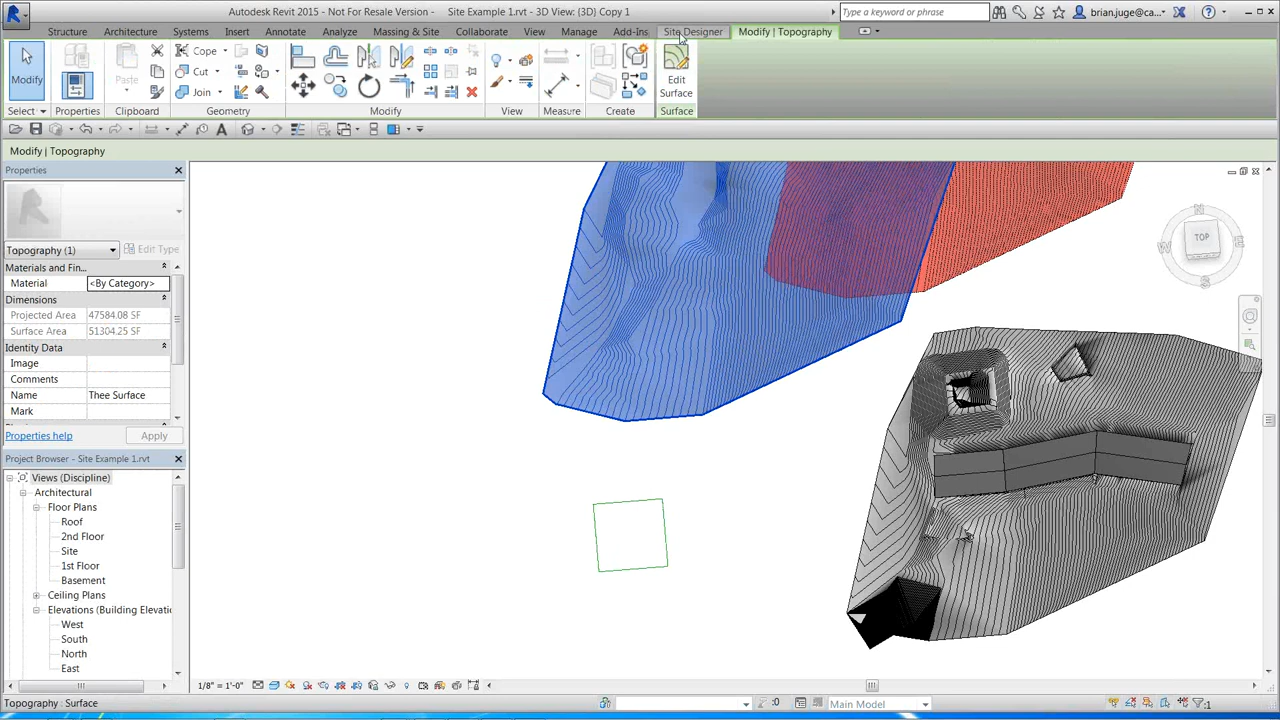 Autodesk Revit 2015 - Not For Resale Version - Site Example 1.rvt - 3D View: {3D} Copy 1
Type a keyword or phrase
brian.juge@ca...
Structure Architecture Systems Insert Annotate Analyze Massing & Site Collaborate View Manage Add-Ins Site Designer Modify | Topography
Modify
Properties
Paste
Cope
Cut
Join
Edit
Surface
Select Properties Clipboard Geometry Modify View Measure Create Surface
Modify | Topography
Properties
Topography (1)
Edit Type
Materials and Fin...
Material <By Category>
Dimensions
Projected Area 47584.08 SF
Surface Area 51304.25 SF
Identity Data
Image
Comments
Name Thee Surface
Mark
Properties help
Apply
Project Browser - Site Example 1.rvt
Views (Discipline)
Architectural
Floor Plans
Roof
2nd Floor
Site
1st Floor
Basement
Ceiling Plans
Elevations (Building Elevatio
West
South
North
East
N
W
TOP
E
S
1/8" = 1'-0"
Topography : Surface
:0
Main Model
:1